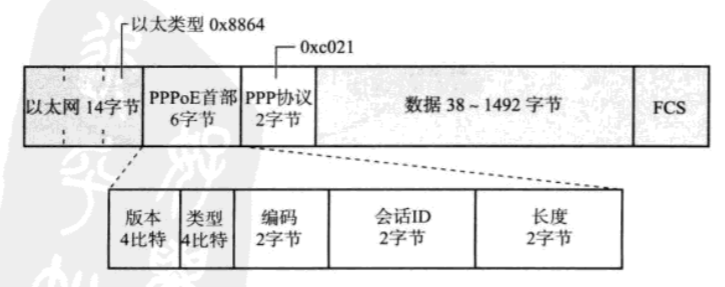 以太类型 0x8864
0xc021
以太网 14字节
PPPoE首部
6字节
PPP协议
2字节
数据 38～1492 字节
FCS
版本
4比特
类型
4比特
编码
2字节
会话ID
2字节
长度
2字节